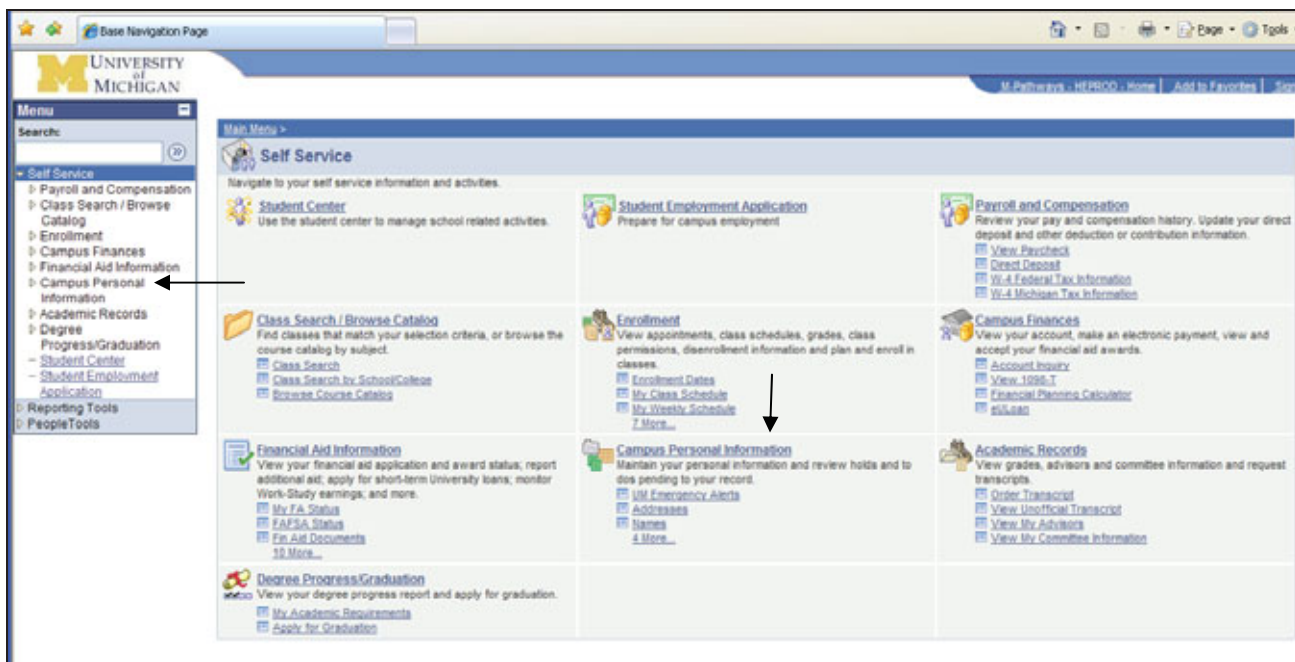 Base Navigation Page
Page
Tools
UNIVERSITY
of
MICHIGAN
M-Pathways - HEPROD - Home | Add to Favorites |
Menu
Search:
Self Service
Payroll and Compensation
Class Search / Browse
Catalog
Enrollment
Campus Finances
Financial Aid Information
Campus Personal
Information
Academic Records
Degree
Progress/Graduation
Student Center
Student Employment
Application
Reporting Tools
PeopleTools
Main Menu >
Self Service
Navigate to your self service information and activities.
Student Center
Use the student center to manage school related activities.
Student Employment Application
Prepare for campus employment
Payroll and Compensation
Review your pay and compensation history. Update your direct
deposit and other deduction or contribution information.
View Paycheck
Direct Deposit
W-4 Federal Tax Information
W-4 Michigan Tax Information
Class Search / Browse Catalog
Find classes that match your selection criteria, or browse the
course catalog by subject.
Class Search
Class Search by School/College
Browse Course Catalog
Enrollment
View appointments, class schedules, grades, class
permissions, disenrollment information and plan and enroll in
classes.
Enrollment Dates
My Class Schedule
My Weekly Schedule
7 More...
Campus Finances
View your account, make an electronic payment, view and
accept your financial aid awards.
Account Inquiry
View 1098-T
Financial Planning Calculator
Financial Aid Information
View your financial aid application and award status; report
additional aid; apply for short-term University loans; monitor
Work-Study earnings; and more.
My FA Status
FAFSA Status
Fin Aid Documents
10 More...
Campus Personal Information
Maintain your personal information and review holds and to
dos pending to your record.
UM Emergency Alerts
Addresses
Names
4 More...
Academic Records
View grades, advisors and committee information and request
transcripts.
Order Transcript
View Unofficial Transcript
View My Advisors
View My Committee Information
Degree Progress/Graduation
View your degree progress report and apply for graduation.
My Academic Requirements
Apply for Graduation